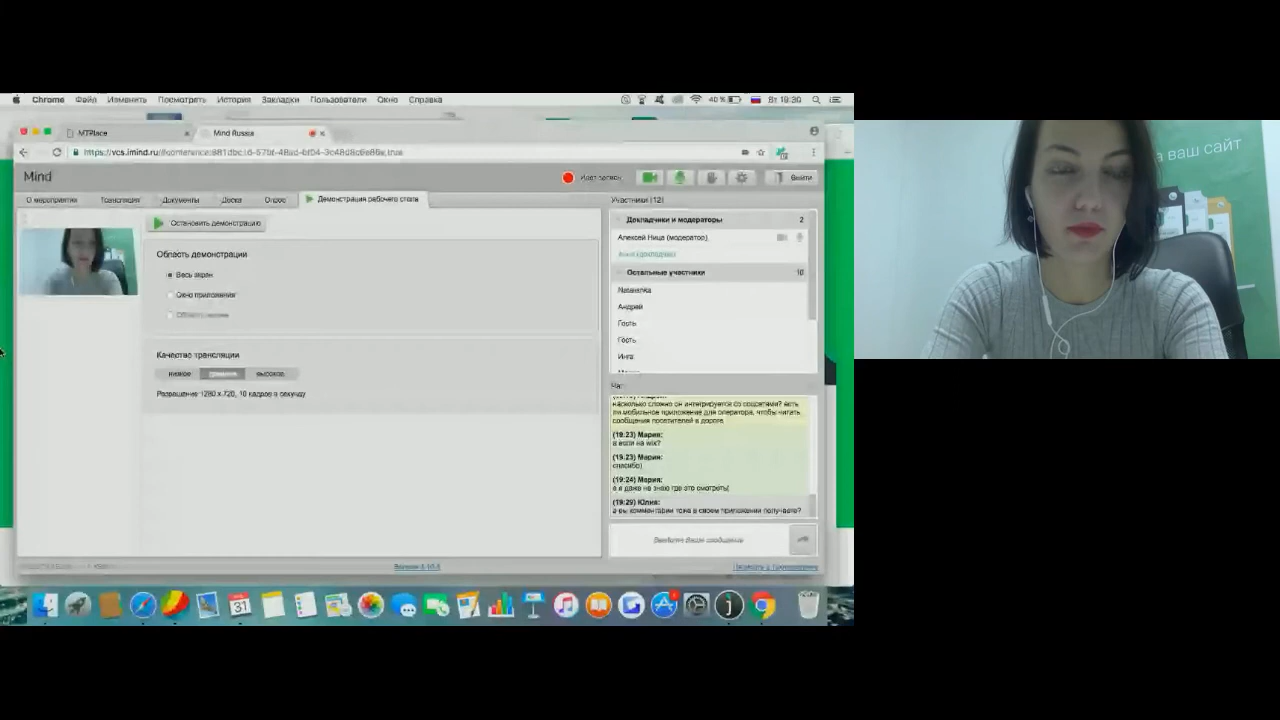 Chrome Файл Изменить Посмотреть История Закладки Пользователи Окно Справка
40 % Вт 19:30
MTPlace
Mind Russia
Mind
Идет запись
Выйти
О мероприятии Трансляция Документы Доска Опрос Демонстрация рабочего стола
Остановить демонстрацию
Область демонстрации
Весь экран
Окно приложения
Качество трансляции
низкое среднее высокое
Разрешение 1280 x 720, 10 кадров в секунду
Участники (12)
Докладчики и модераторы 2
Алексей Ница (модератор)
Остальные участники 10
Андрей
Гость
Гость
Инга
Чат
насколько сложно он интегрируется со соцсетями? есть
ли мобильное приложение для оператора, чтобы читать
сообщения посетителей в дороге
(19:23) Мария:
а если на wix?
(19:23) Мария:
спасибо)
(19:24) Мария:
а я даже не знаю где это смотреть(
(19:29) Юлия:
а вы комментарии тоже в своем приложении получаете?
Введите Ваше сообщение
31
а ваш сайт